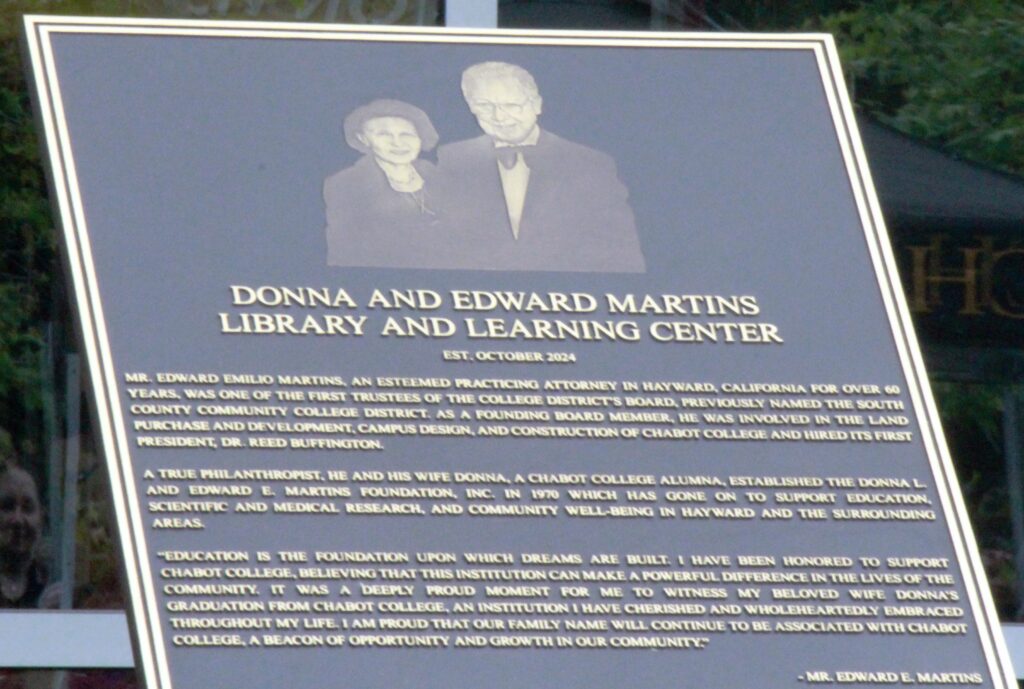 DONNA AND EDWARD MARTINS
LIBRARY AND LEARNING CENTER
EST. OCTOBER 2024
MR. EDWARD EMILIO MARTINS, AN ESTEEMED PRACTICING ATTORNEY IN HAYWARD, CALIFORNIA FOR OVER 60
YEARS, WAS ONE OF THE FIRST TRUSTEES OF THE COLLEGE DISTRICT'S BOARD, PREVIOUSLY NAMED THE SOUTH
COUNTY COMMUNITY COLLEGE DISTRICT. AS A FOUNDING BOARD MEMBER, HE WAS INVOLVED IN THE LAND
PURCHASE AND DEVELOPMENT, CAMPUS DESIGN, AND CONSTRUCTION OF CHABOT COLLEGE AND HIRED ITS FIRST
PRESIDENT, DR. REED BUFFINGTON.
A TRUE PHILANTHROPIST, HE AND HIS WIFE DONNA, A CHABOT COLLEGE ALUMNA, ESTABLISHED THE DONNA L.
AND EDWARD E. MARTINS FOUNDATION, INC. IN 1970 WHICH HAS GONE ON TO SUPPORT EDUCATION,
SCIENTIFIC AND MEDICAL RESEARCH, AND COMMUNITY WELL-BEING IN HAYWARD AND THE SURROUNDING
AREAS.
"EDUCATION IS THE FOUNDATION UPON WHICH DREAMS ARE BUILT. I HAVE BEEN HONORED TO SUPPORT
CHABOT COLLEGE, BELIEVING THAT THIS INSTITUTION CAN MAKE A POWERFUL DIFFERENCE IN THE LIVES OF THE
COMMUNITY. IT WAS A DEEPLY PROUD MOMENT FOR ME TO WITNESS MY BELOVED WIFE DONNA'S
GRADUATION FROM CHABOT COLLEGE, AN INSTITUTION I HAVE CHERISHED AND WHOLEHEARTEDLY EMBRACED
THROUGHOUT MY LIFE. I AM PROUD THAT OUR FAMILY NAME WILL CONTINUE TO BE ASSOCIATED WITH CHABOT
COLLEGE, A BEACON OF OPPORTUNITY AND GROWTH IN OUR COMMUNITY."
- MR. EDWARD E. MARTINS